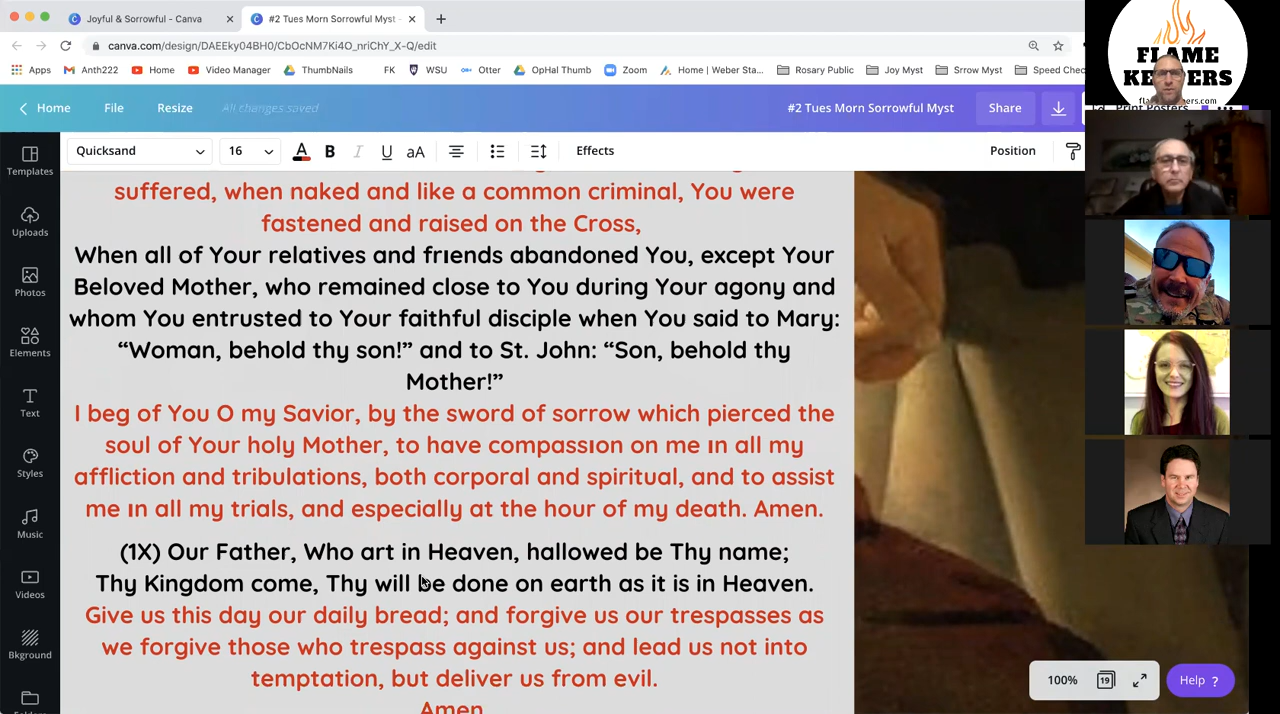 Joyful & Sorrowful - Canva
#2 Tues Morn Sorrowful Myst -
canva.com/design/DAEEky04BH0/CbOcNM7Ki4O_nriChY_X-Q/edit
Apps Anth222 Home Video Manager ThumbNails FK WSU Otter OpHal Thumb Zoom Home | Weber Sta... Rosary Public Joy Myst Srrow Myst Speed Chec
FLAME
KEEPERS
Home File Resize All changes saved #2 Tues Morn Sorrowful Myst Share Print Posters
Quicksand 16 A B I U aA Effects Position
Templates
Uploads
Photos
Elements
Text
Styles
Music
Videos
Bkground
Folders
suffered, when naked and like a common criminal, You were
fastened and raised on the Cross,
When all of Your relatives and friends abandoned You, except Your
Beloved Mother, who remained close to You during Your agony and
whom You entrusted to Your faithful disciple when You said to Mary:
“Woman, behold thy son!” and to St. John: “Son, behold thy
Mother!”
I beg of You O my Savior, by the sword of sorrow which pierced the
soul of Your holy Mother, to have compassion on me in all my
affliction and tribulations, both corporal and spiritual, and to assist
me in all my trials, and especially at the hour of my death. Amen.
(1X) Our Father, Who art in Heaven, hallowed be Thy name;
Thy Kingdom come, Thy will be done on earth as it is in Heaven.
Give us this day our daily bread; and forgive us our trespasses as
we forgive those who trespass against us; and lead us not into
temptation, but deliver us from evil.
Amen
100% 19 Help ?